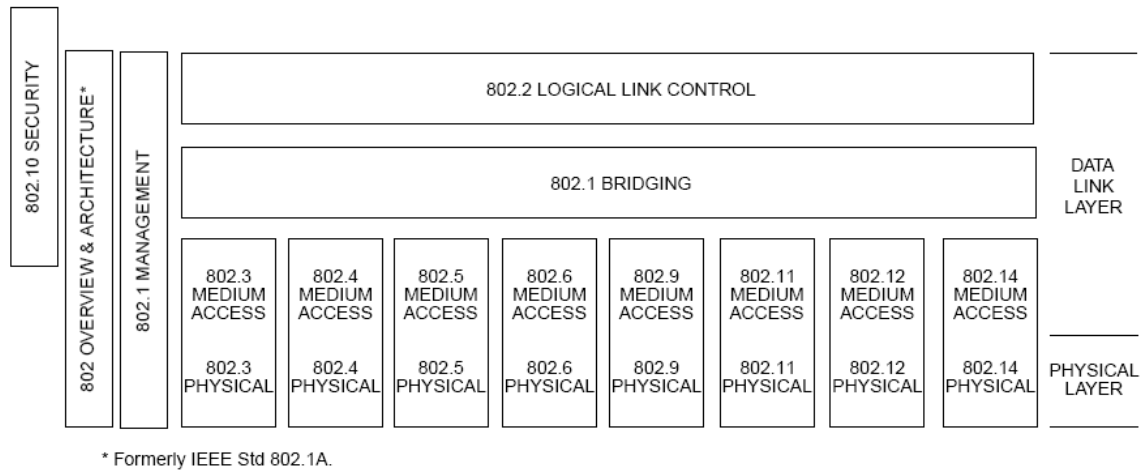 802.10 SECURITY
802 OVERVIEW & ARCHITECTURE*
802.1 MANAGEMENT
802.2 LOGICAL LINK CONTROL
802.1 BRIDGING
DATA
LINK
LAYER
802.3
MEDIUM
ACCESS
802.3
PHYSICAL
802.4
MEDIUM
ACCESS
802.4
PHYSICAL
802.5
MEDIUM
ACCESS
802.5
PHYSICAL
802.6
MEDIUM
ACCESS
802.6
PHYSICAL
802.9
MEDIUM
ACCESS
802.9
PHYSICAL
802.11
MEDIUM
ACCESS
802.11
PHYSICAL
802.12
MEDIUM
ACCESS
802.12
PHYSICAL
802.14
MEDIUM
ACCESS
802.14
PHYSICAL
PHYSICAL
LAYER
* Formerly IEEE Std 802.1A.